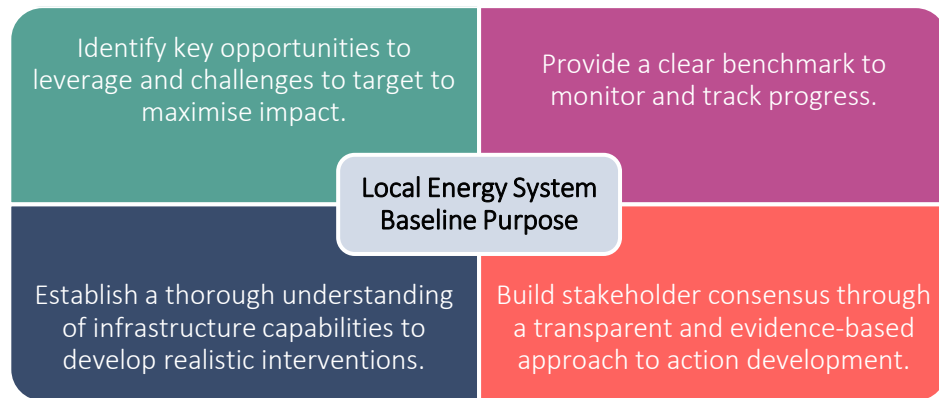 Identify key opportunities to
leverage and challenges to target to
maximise impact.
Provide a clear benchmark to
monitor and track progress.
Local Energy System
Baseline Purpose
Establish a thorough understanding
of infrastructure capabilities to
develop realistic interventions.
Build stakeholder consensus through
a transparent and evidence-based
approach to action development.